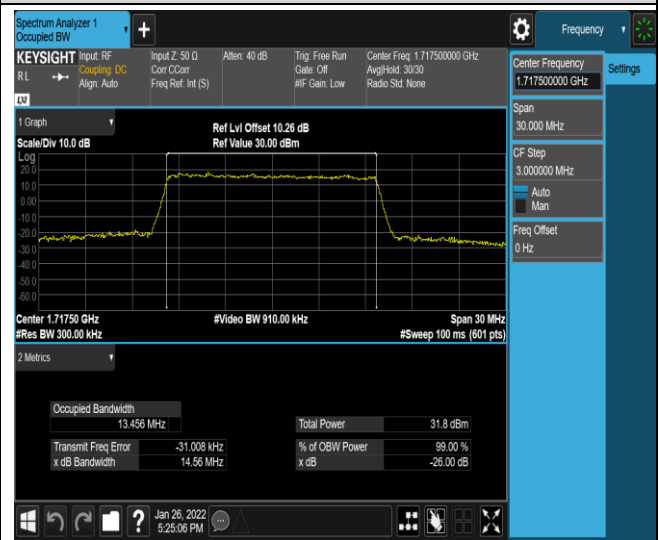 Spectrum Analyzer 1
Occupied BW
Frequency
KEYSIGHT
R L
LNI
Input: RF
Coupling: DC
Align: Auto
Input Z: 50 Ω
Corr CCorr
Freq Ref: Int (S)
Atten: 40 dB
Trig: Free Run
Gate: Off
#IF Gain: Low
Center Freq: 1.717500000 GHz
Avg|Hold: 30/30
Radio Std: None
Center Frequency
1.717500000 GHz
Settings
Span
30.000 MHz
CF Step
3.000000 MHz
Auto
Man
Freq Offset
0 Hz
1 Graph
Scale/Div 10.0 dB
Ref Lvl Offset 10.26 dB
Ref Value 30.00 dBm
Log
20.0
10.0
0.00
-10.0
-20.0
-30.0
-40.0
-50.0
-60.0
Center 1.71750 GHz
#Video BW 910.00 kHz
Span 30 MHz
#Res BW 300.00 kHz
#Sweep 100 ms (601 pts)
2 Metrics
Occupied Bandwidth
13.456 MHz
Total Power 31.8 dBm
Transmit Freq Error -31.008 kHz
% of OBW Power 99.00 %
x dB Bandwidth 14.56 MHz
x dB -26.00 dB
?
Jan 26, 2022
5:25:06 PM